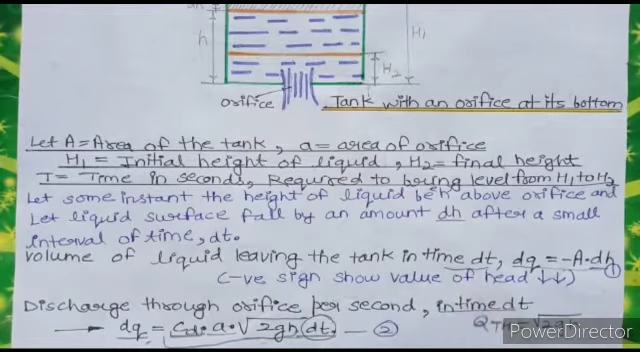 dh
h
H1
H2
orifice
Tank with an orifice at its bottom
Let A = Area of the tank, a = area of orifice
H1 = Initial height of liquid, H2 = final height
T = Time in seconds, Required to bering level from H1 to H2
Let some instant the height of liquid be h above orifice and
Let liquid surface fall by an amount dh after a small
interval of time, dt.
volume of liquid leaving the tank in time dt, dq = -A·dh ①
(-ve sign show value of head ↓↓)
Discharge through orifice per second, in time dt
→ dq = Cd·a·√2gh dt. — ②
PowerDirector